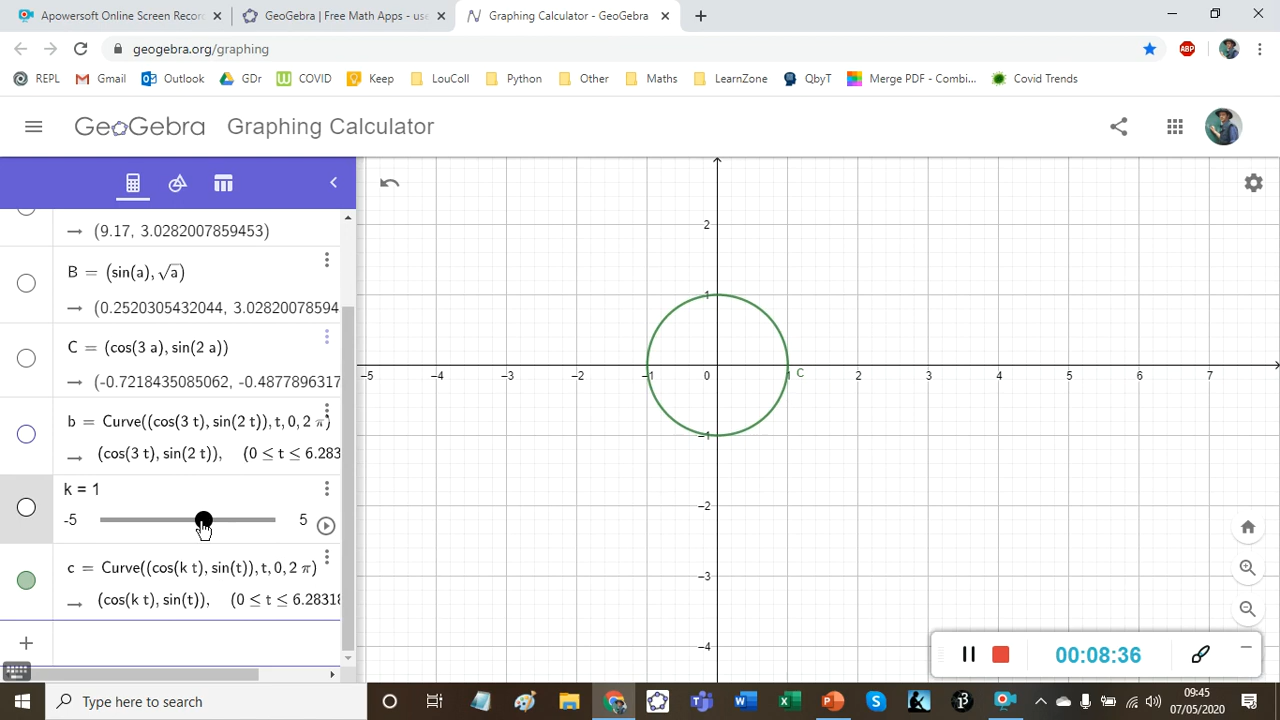 Apowersoft Online Screen Recor
GeoGebra | Free Math Apps - use
Graphing Calculator - GeoGebra
geogebra.org/graphing
REPL
Gmail
Outlook
GDr
COVID
Keep
LouColl
Python
Other
Maths
LearnZone
QbyT
Merge PDF - Combi...
Covid Trends
GeoGebra Graphing Calculator
→ (9.17, 3.0282007859453)
B = (sin(a), √a)
→ (0.2520305432044, 3.02820078594
C = (cos(3 a), sin(2 a))
→ (-0.7218435085062, -0.4877896317
b = Curve((cos(3 t), sin(2 t)), t, 0, 2 π)
→ (cos(3 t), sin(2 t)), (0 ≤ t ≤ 6.283
k = 1
-5 5
c = Curve((cos(k t), sin(t)), t, 0, 2 π)
→ (cos(k t), sin(t)), (0 ≤ t ≤ 6.2831
2
1
-5 -4 -3 -2 -1 0 1 C 2 3 4 5 6 7
-1
-2
-3
-4
00:08:36
Type here to search
09:45
07/05/2020